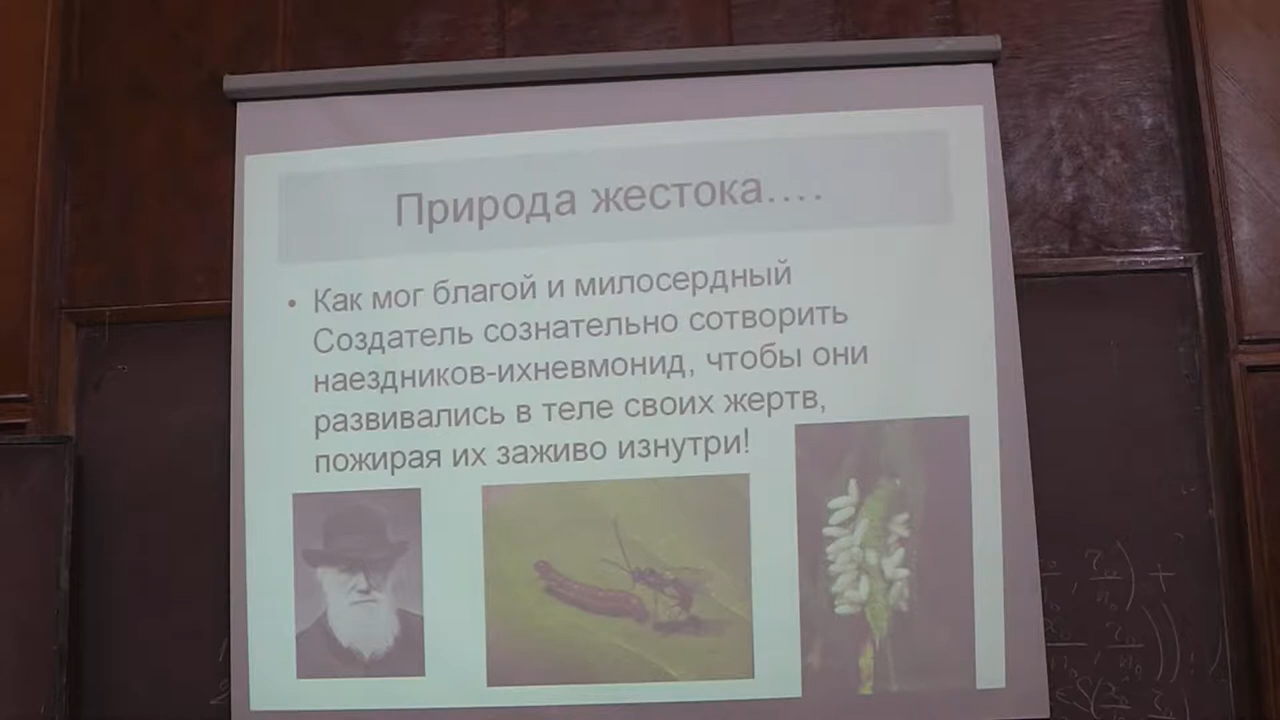 Природа жестока....
• Как мог благой и милосердный
Создатель сознательно сотворить
наездников-ихневмонид, чтобы они
развивались в теле своих жертв,
пожирая их заживо изнутри!